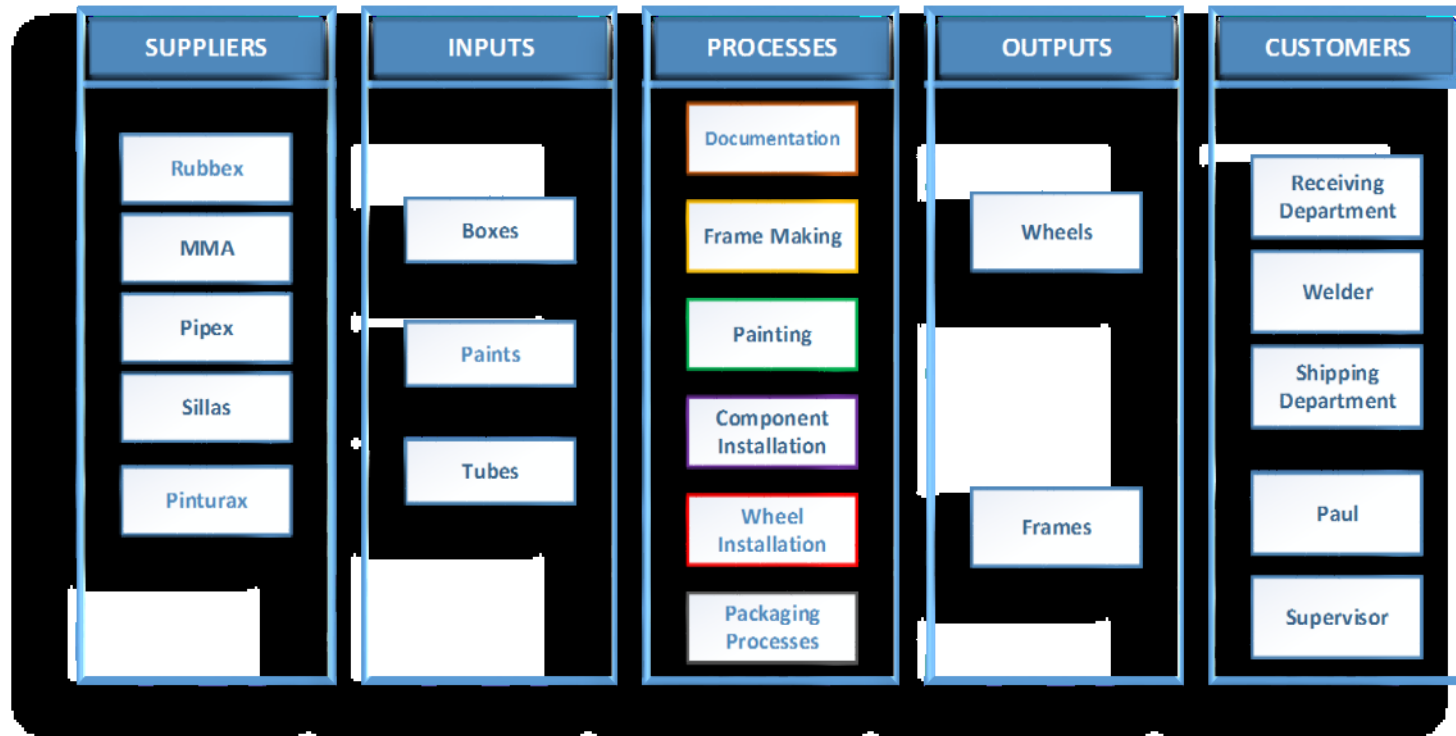 SUPPLIERS
INPUTS
PROCESSES
OUTPUTS
CUSTOMERS
Rubbex
MMA
Pipex
Sillas
Pinturax
Boxes
Paints
Tubes
Documentation
Frame Making
Painting
Component
Installation
Wheel
Installation
Packaging
Processes
Wheels
Frames
Receiving
Department
Welder
Shipping
Department
Paul
Supervisor